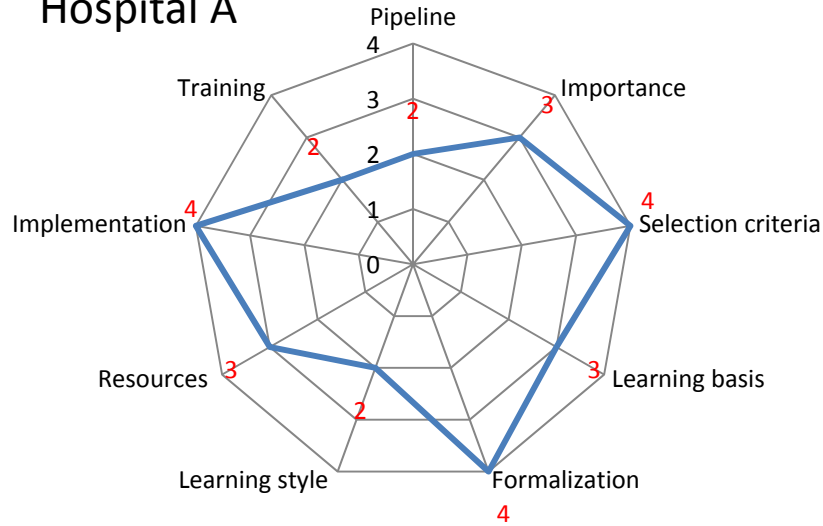 Hospital A
Pipeline
4
Training
Importance
3
3
2
2
2
4
4
Implementation
1
Selection criteria
0
Resources
3
3
Learning basis
2
Learning style
Formalization
4